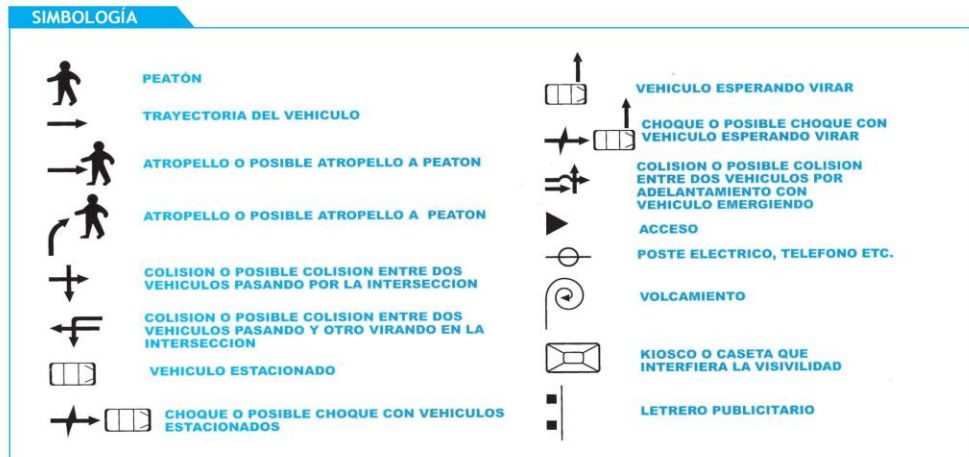 SIMBOLOGÍA
PEATÓN
TRAYECTORIA DEL VEHICULO
ATROPELLO O POSIBLE ATROPELLO A PEATON
ATROPELLO O POSIBLE ATROPELLO A PEATON
COLISION O POSIBLE COLISION ENTRE DOS
VEHICULOS PASANDO POR LA INTERSECCION
COLISION O POSIBLE COLISION ENTRE DOS
VEHICULOS PASANDO Y OTRO VIRANDO EN LA
INTERSECCION
VEHICULO ESTACIONADO
CHOQUE O POSIBLE CHOQUE CON VEHICULOS
ESTACIONADOS
VEHICULO ESPERANDO VIRAR
CHOQUE O POSIBLE CHOQUE CON
VEHICULO ESPERANDO VIRAR
COLISION O POSIBLE COLISION
ENTRE DOS VEHICULOS POR
ADELANTAMIENTO CON
VEHICULO EMERGIENDO
ACCESO
POSTE ELECTRICO, TELEFONO ETC.
VOLCAMIENTO
KIOSCO O CASETA QUE
INTERFIERA LA VISIVILIDAD
LETRERO PUBLICITARIO